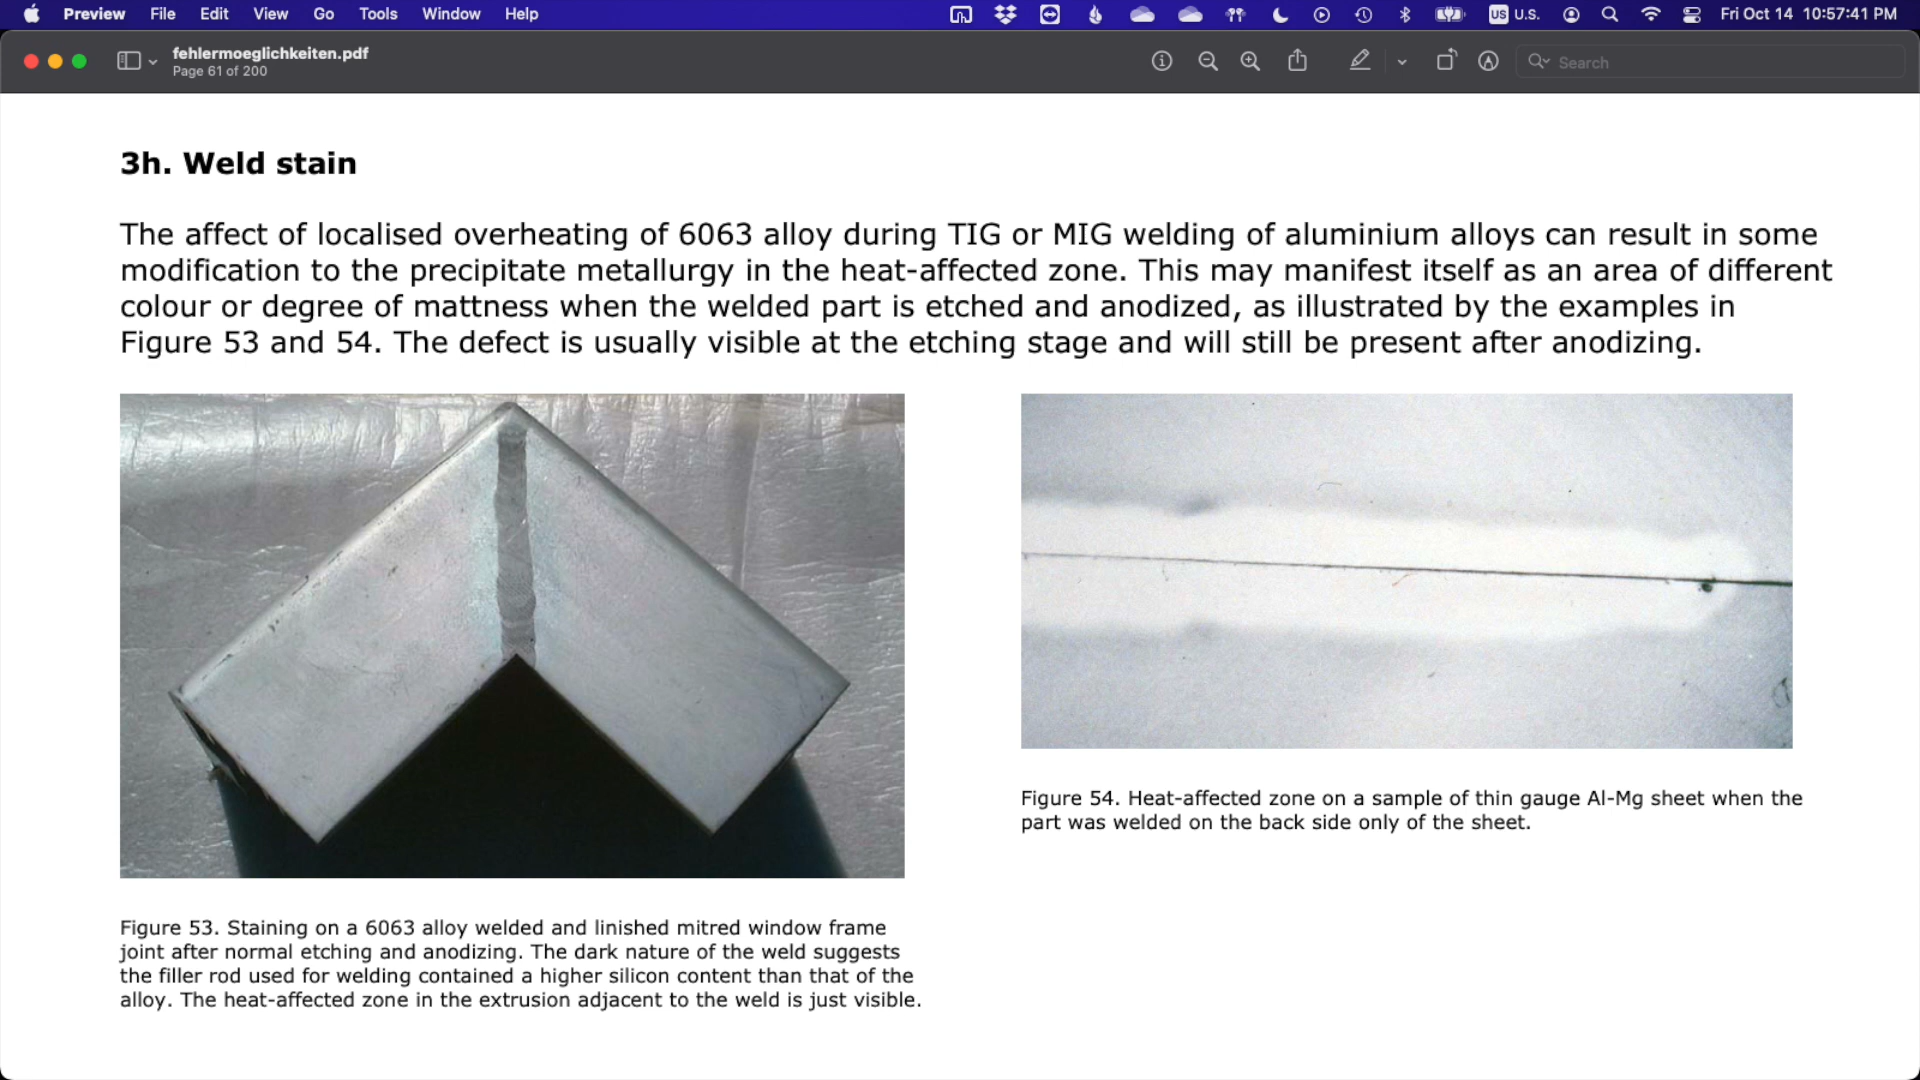 Preview File Edit View Go Tools Window Help US U.S. Fri Oct 14 10:57:41 PM
fehlermoeglichkeiten.pdf
Page 61 of 200
Search
3h. Weld stain
The affect of localised overheating of 6063 alloy during TIG or MIG welding of aluminium alloys can result in some
modification to the precipitate metallurgy in the heat-affected zone. This may manifest itself as an area of different
colour or degree of mattness when the welded part is etched and anodized, as illustrated by the examples in
Figure 53 and 54. The defect is usually visible at the etching stage and will still be present after anodizing.
Figure 53. Staining on a 6063 alloy welded and linished mitred window frame
joint after normal etching and anodizing. The dark nature of the weld suggests
the filler rod used for welding contained a higher silicon content than that of the
alloy. The heat-affected zone in the extrusion adjacent to the weld is just visible.
Figure 54. Heat-affected zone on a sample of thin gauge Al-Mg sheet when the
part was welded on the back side only of the sheet.